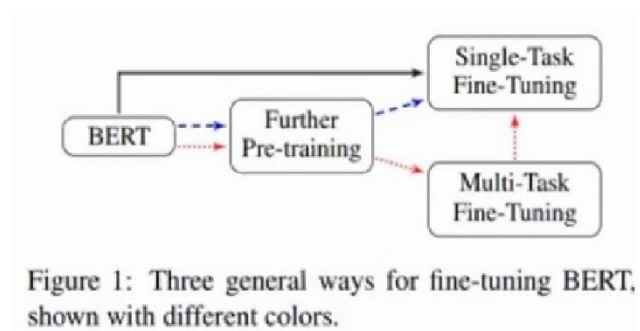 Single-Task
Fine-Tuning
BERT
Further
Pre-training
Multi-Task
Fine-Tuning
Figure 1: Three general ways for fine-tuning BERT,
shown with different colors.